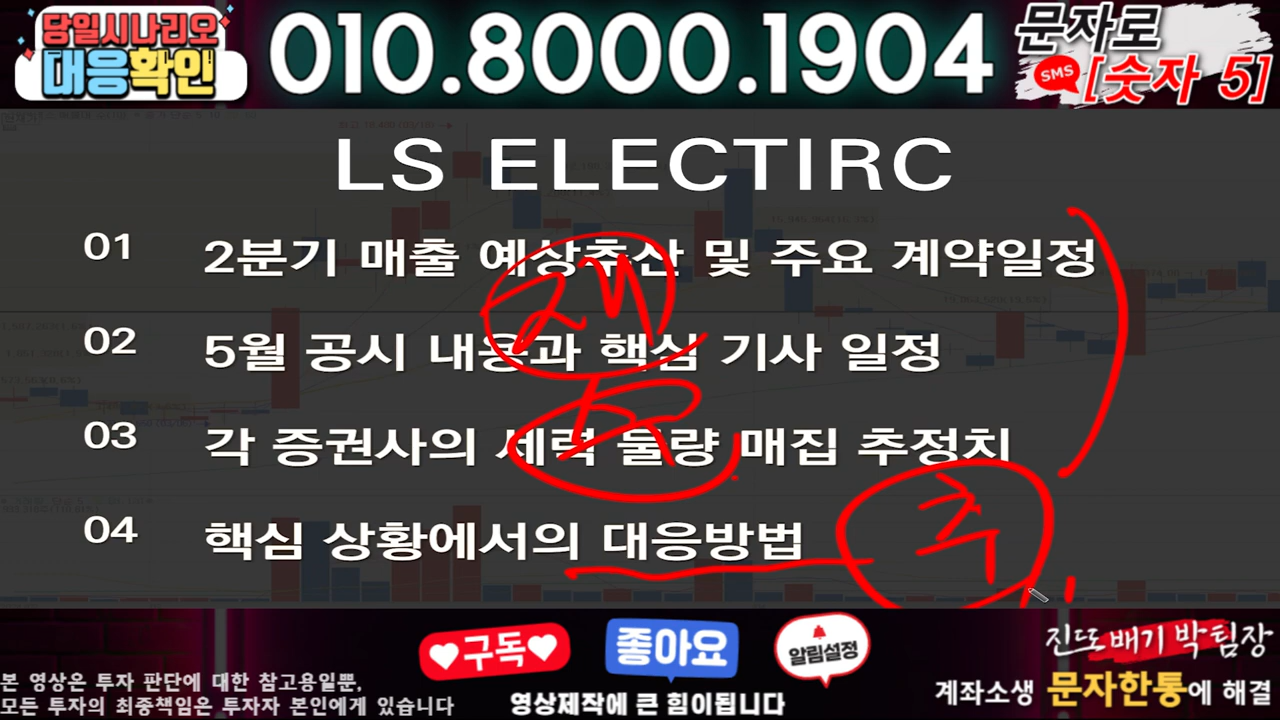 당일시나리오
대응확인
010.8000.1904
문자로
SMS
[숫자 5]
LS ELECTIRC
01
2분기 매출 예상추산 및 주요 계약일정
02
5월 공시 내용과 핵심 기사 일정
03
각 증권사의 세력 물량 매집 추정치
04
핵심 상황에서의 대응방법
구독
좋아요
알림설정
진또배기 박팀장
본 영상은 투자 판단에 대한 참고용일뿐,
모든 투자의 최종책임은 투자자 본인에게 있습니다
영상제작에 큰 힘이됩니다
계좌소생 문자한통에 해결